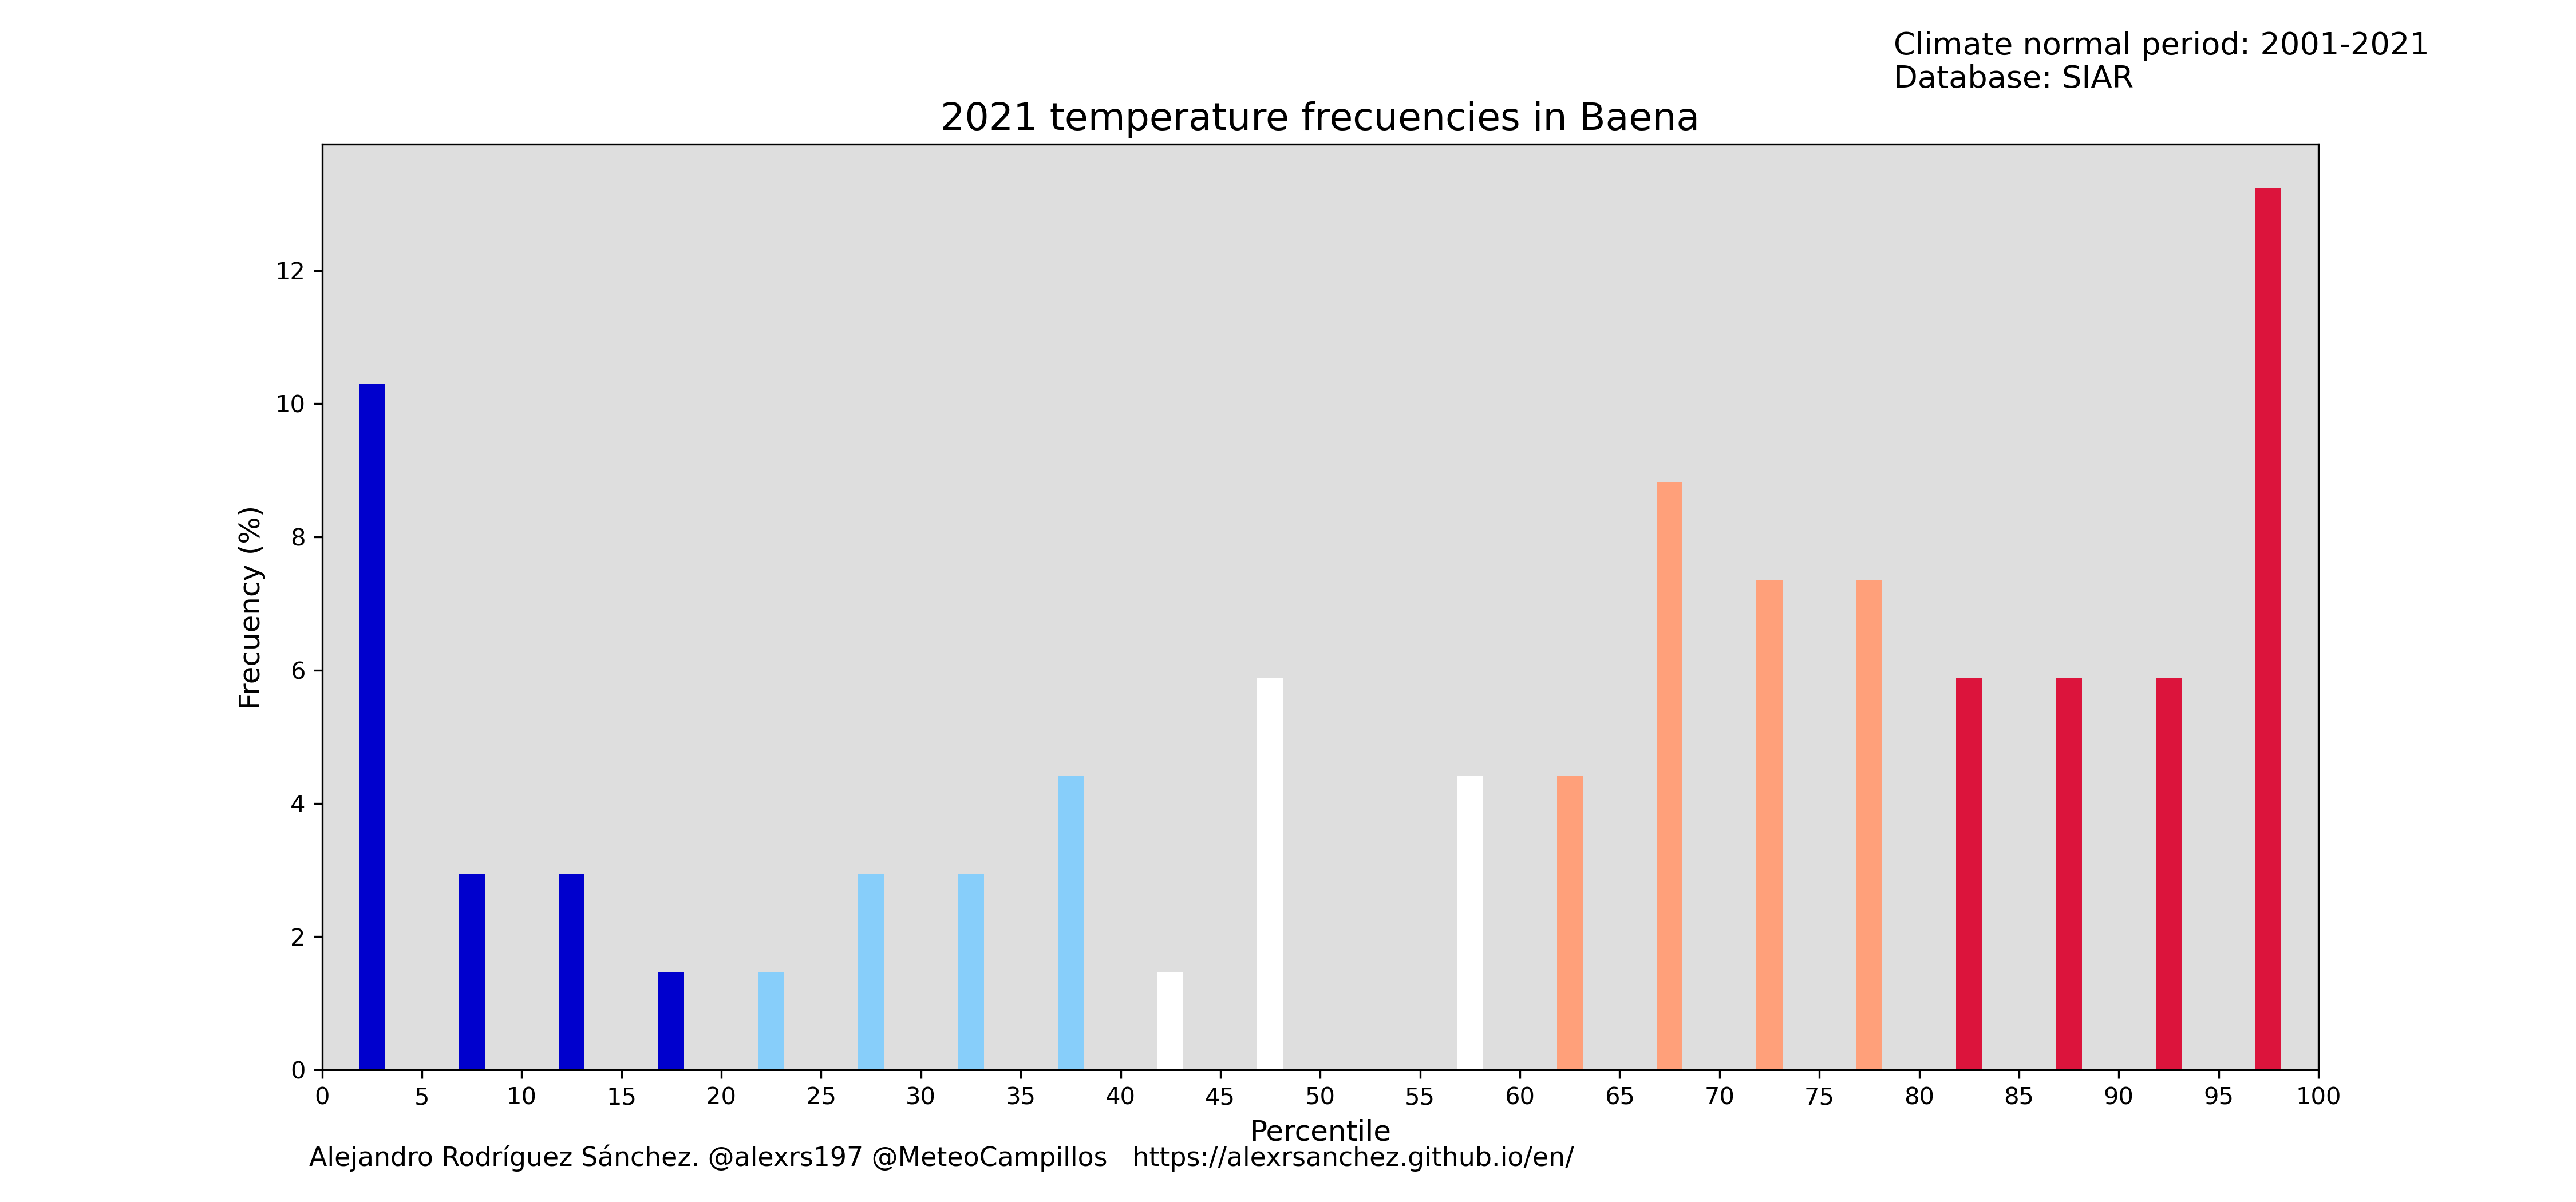 Climate normal period: 2001-2021
Database: SIAR
2021 temperature frecuencies in Baena
Frecuency (%)
12
10
8
6
4
2
0
0 5 10 15 20 25 30 35 40 45 50 55 60 65 70 75 80 85 90 95 100
Percentile
Alejandro Rodríguez Sánchez. @alexrs197 @MeteoCampillos https://alexrsanchez.github.io/en/